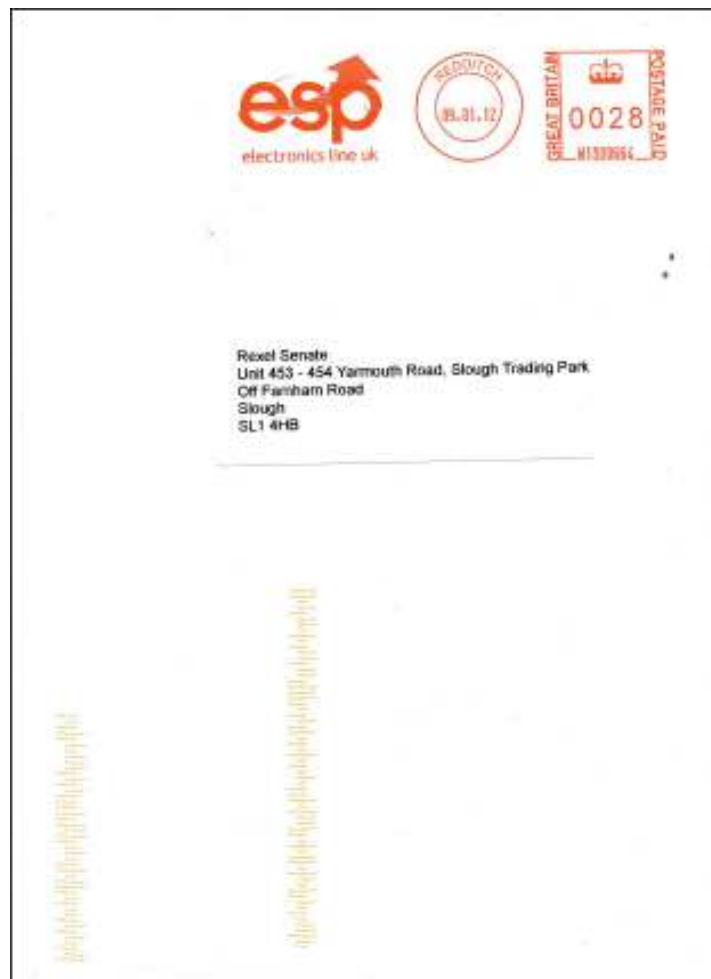 esp
electronics line uk
REDDITCH
09.01.12
GREAT BRITAIN
0028
POSTAGE PAID
Rexel Senate
Unit 453 - 454 Yarmouth Road, Slough Trading Park
Off Farnham Road
Slough
SL1 4HB